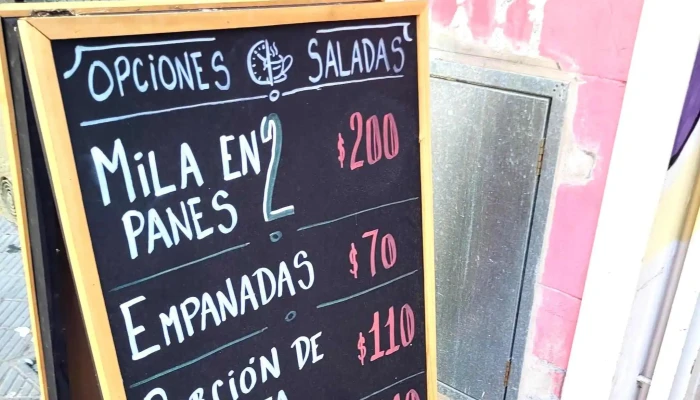 OPCIONES SALADAS
MILA EN 2 $200
PANES
EMPANADAS $70
PORCIÓN DE $110